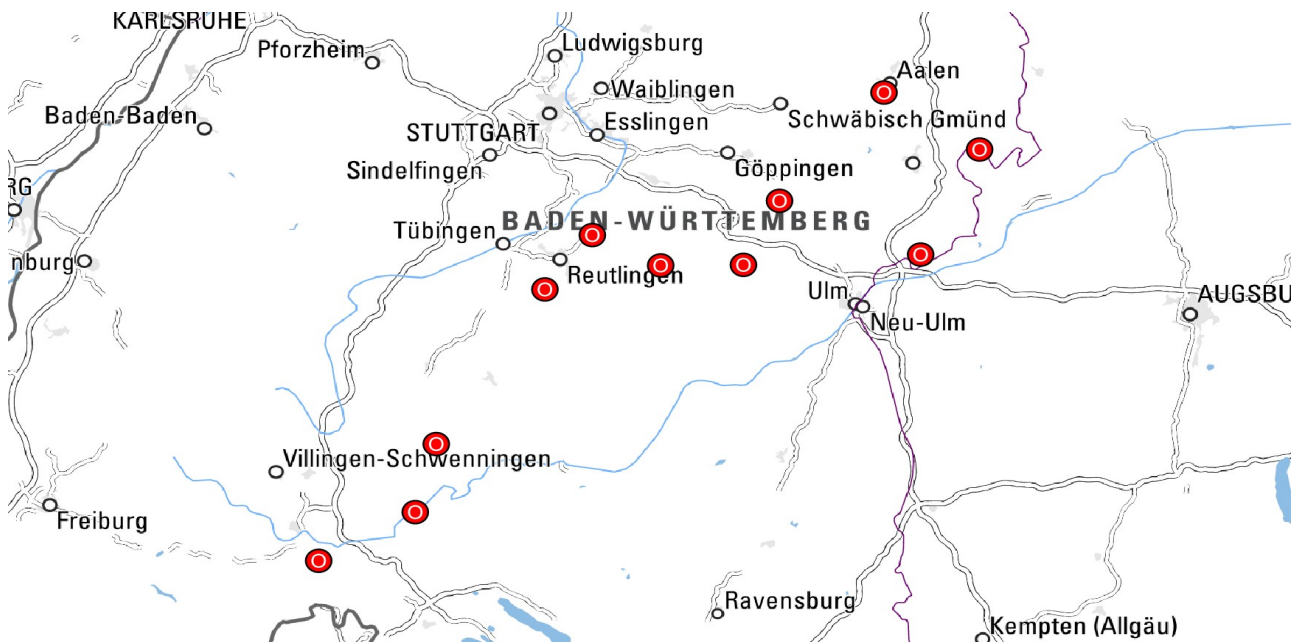 KARLSRUHE
Pforzheim
Ludwigsburg
Aalen
Waiblingen
Baden-Baden
Schwäbisch Gmünd
STUTTGART
Esslingen
Sindelfingen
Göppingen
RG
BADEN-WÜRTTEMBERG
Tübingen
nburg
Reutlingen
Ulm
AUGSBU
Neu-Ulm
Villingen-Schwenningen
Freiburg
Ravensburg
Kempten (Allgäu)
O
O
O
O
O
O
O
O
O
O
O